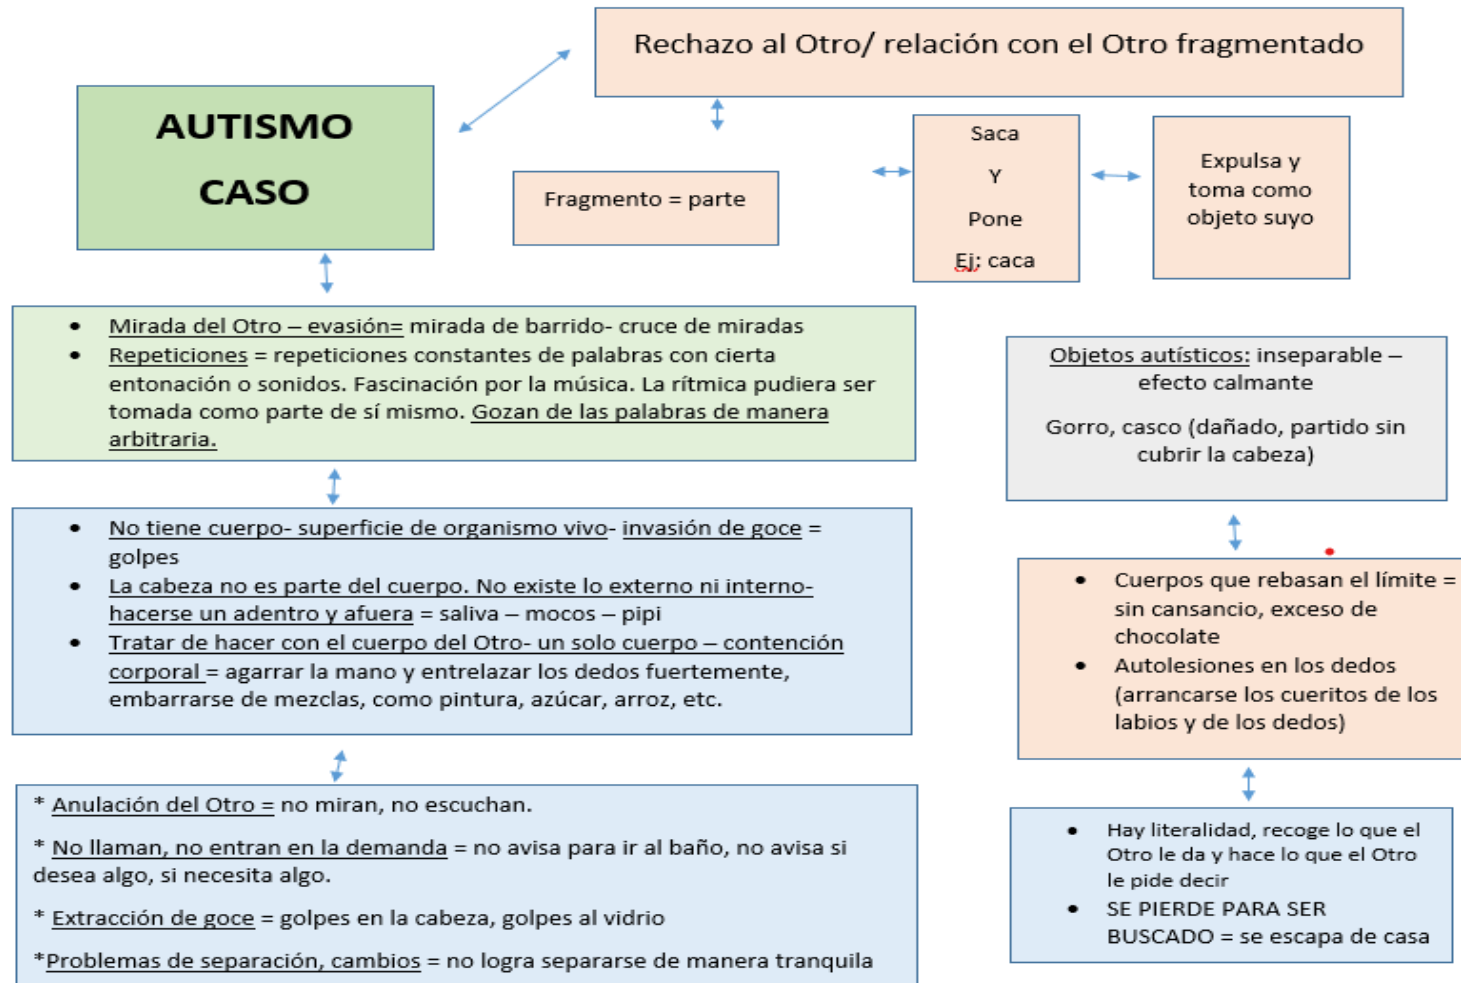 Rechazo al Otro/ relación con el Otro fragmentado
AUTISMO
CASO
Fragmento = parte
Saca
Y
Pone
Ej: caca
Expulsa y
toma como
objeto suyo
• Mirada del Otro – evasión= mirada de barrido- cruce de miradas
• Repeticiones = repeticiones constantes de palabras con cierta
entonación o sonidos. Fascinación por la música. La rítmica pudiera ser
tomada como parte de sí mismo. Gozan de las palabras de manera
arbitraria.
Objetos autísticos: inseparable –
efecto calmante
Gorro, casco (dañado, partido sin
cubrir la cabeza)
• No tiene cuerpo- superficie de organismo vivo- invasión de goce =
golpes
• La cabeza no es parte del cuerpo. No existe lo externo ni interno-
hacerse un adentro y afuera = saliva – mocos – pipi
• Tratar de hacer con el cuerpo del Otro- un solo cuerpo – contención
corporal = agarrar la mano y entrelazar los dedos fuertemente,
embarrarse de mezclas, como pintura, azúcar, arroz, etc.
• Cuerpos que rebasan el límite =
sin cansancio, exceso de
chocolate
• Autolesiones en los dedos
(arrancarse los cueritos de los
labios y de los dedos)
* Anulación del Otro = no miran, no escuchan.
* No llaman, no entran en la demanda = no avisa para ir al baño, no avisa si
desea algo, si necesita algo.
* Extracción de goce = golpes en la cabeza, golpes al vidrio
*Problemas de separación, cambios = no logra separarse de manera tranquila
• Hay literalidad, recoge lo que el
Otro le da y hace lo que el Otro
le pide decir
• SE PIERDE PARA SER
BUSCADO = se escapa de casa